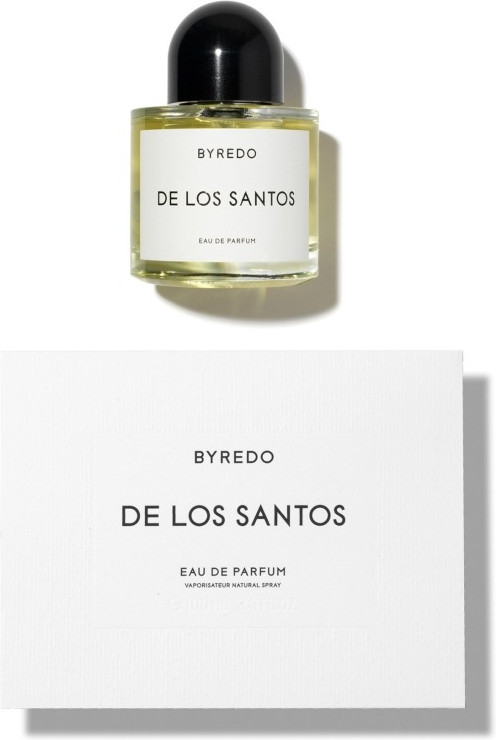 BYREDO
DE LOS SANTOS
EAU DE PARFUM
BYREDO
DE LOS SANTOS
EAU DE PARFUM
VAPORISATEUR NATURAL SPRAY